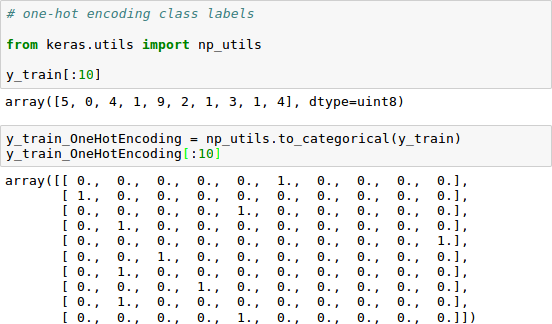 # one-hot encoding class labels
from keras.utils import np_utils
y_train[:10]
array([5, 0, 4, 1, 9, 2, 1, 3, 1, 4], dtype=uint8)
y_train_OneHotEncoding = np_utils.to_categorical(y_train)
y_train_OneHotEncoding[:10]
array([[ 0.,  0.,  0.,  0.,  0.,  1.,  0.,  0.,  0.,  0.],
       [ 1.,  0.,  0.,  0.,  0.,  0.,  0.,  0.,  0.,  0.],
       [ 0.,  0.,  0.,  0.,  1.,  0.,  0.,  0.,  0.,  0.],
       [ 0.,  1.,  0.,  0.,  0.,  0.,  0.,  0.,  0.,  0.],
       [ 0.,  0.,  0.,  0.,  0.,  0.,  0.,  0.,  0.,  1.],
       [ 0.,  0.,  1.,  0.,  0.,  0.,  0.,  0.,  0.,  0.],
       [ 0.,  1.,  0.,  0.,  0.,  0.,  0.,  0.,  0.,  0.],
       [ 0.,  0.,  0.,  1.,  0.,  0.,  0.,  0.,  0.,  0.],
       [ 0.,  1.,  0.,  0.,  0.,  0.,  0.,  0.,  0.,  0.],
       [ 0.,  0.,  0.,  0.,  1.,  0.,  0.,  0.,  0.,  0.]])